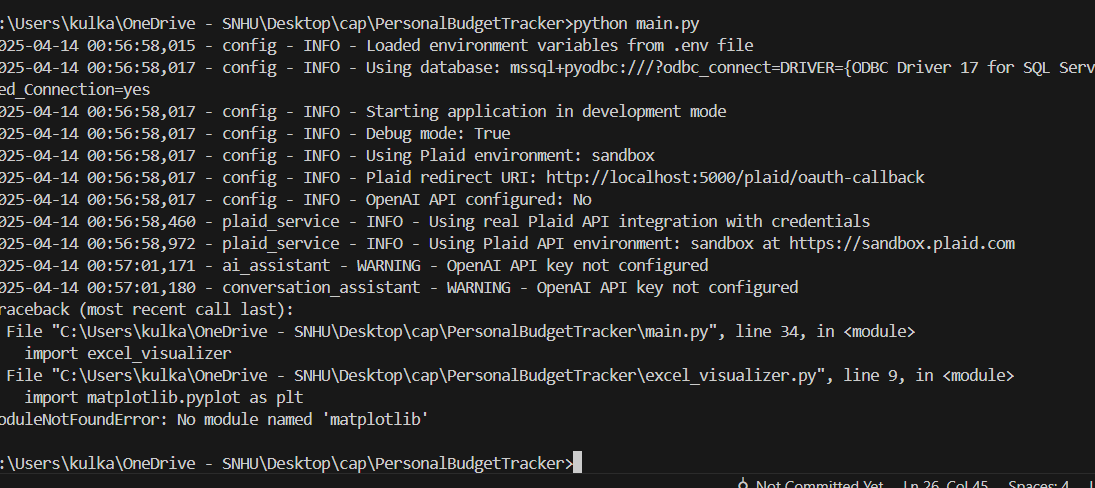 :\Users\kulka\OneDrive - SNHU\Desktop\cap\PersonalBudgetTracker>python main.py
025-04-14 00:56:58,015 - config - INFO - Loaded environment variables from .env file
025-04-14 00:56:58,017 - config - INFO - Using database: mssql+pyodbc:///?odbc_connect=DRIVER={ODBC Driver 17 for SQL Serv
ed_Connection=yes
025-04-14 00:56:58,017 - config - INFO - Starting application in development mode
025-04-14 00:56:58,017 - config - INFO - Debug mode: True
025-04-14 00:56:58,017 - config - INFO - Using Plaid environment: sandbox
025-04-14 00:56:58,017 - config - INFO - Plaid redirect URI: http://localhost:5000/plaid/oauth-callback
025-04-14 00:56:58,017 - config - INFO - OpenAI API configured: No
025-04-14 00:56:58,460 - plaid_service - INFO - Using real Plaid API integration with credentials
025-04-14 00:56:58,972 - plaid_service - INFO - Using Plaid API environment: sandbox at https://sandbox.plaid.com
025-04-14 00:57:01,171 - ai_assistant - WARNING - OpenAI API key not configured
025-04-14 00:57:01,180 - conversation_assistant - WARNING - OpenAI API key not configured
raceback (most recent call last):
File "C:\Users\kulka\OneDrive - SNHU\Desktop\cap\PersonalBudgetTracker\main.py", line 34, in <module>
import excel_visualizer
File "C:\Users\kulka\OneDrive - SNHU\Desktop\cap\PersonalBudgetTracker\excel_visualizer.py", line 9, in <module>
import matplotlib.pyplot as plt
oduleNotFoundError: No module named 'matplotlib'
:\Users\kulka\OneDrive - SNHU\Desktop\cap\PersonalBudgetTracker>
Not Committed Yet Ln 26, Col 45 Spaces: 4